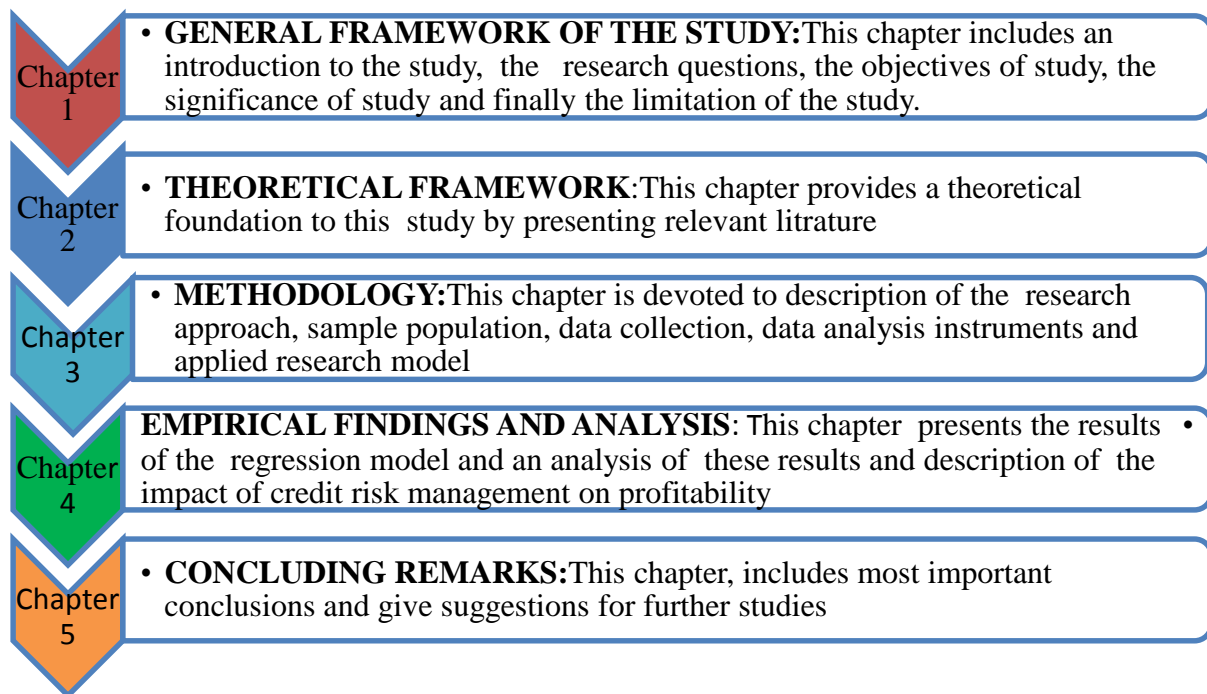 Chapter
1
• GENERAL FRAMEWORK OF THE STUDY:This chapter includes an
introduction to the study, the research questions, the objectives of study, the
significance of study and finally the limitation of the study.
Chapter
2
• THEORETICAL FRAMEWORK:This chapter provides a theoretical
foundation to this study by presenting relevant litrature
Chapter
3
• METHODOLOGY:This chapter is devoted to description of the research
approach, sample population, data collection, data analysis instruments and
applied research model
Chapter
4
EMPIRICAL FINDINGS AND ANALYSIS: This chapter presents the results •
of the regression model and an analysis of these results and description of the
impact of credit risk management on profitability
Chapter
5
• CONCLUDING REMARKS:This chapter, includes most important
conclusions and give suggestions for further studies